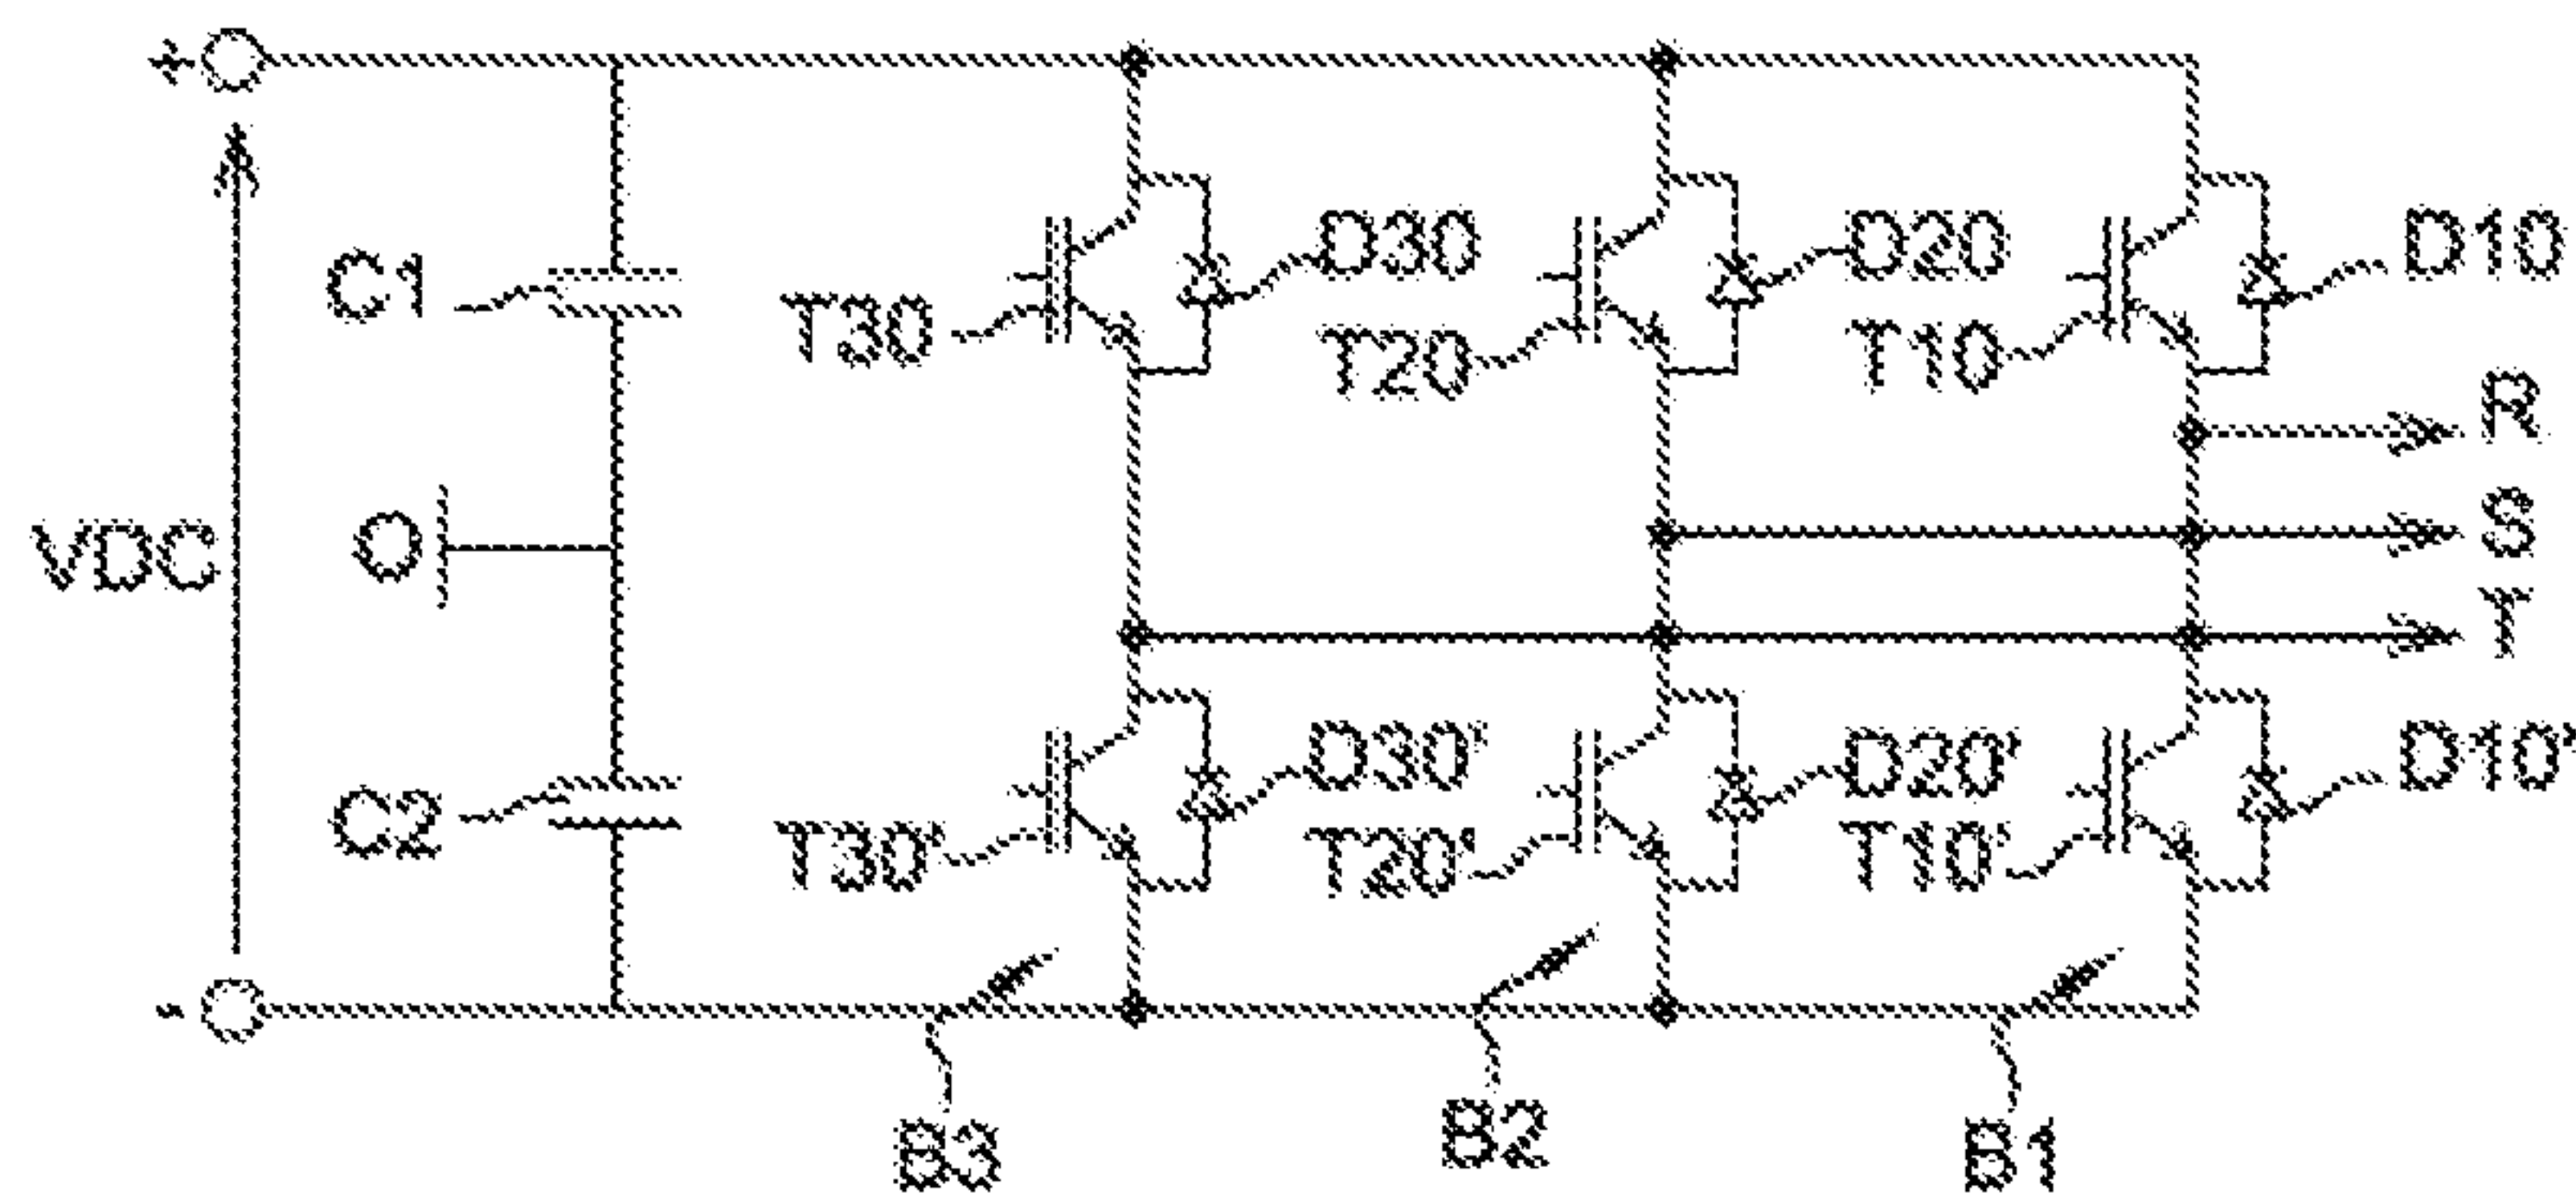 +
C1
T30
D30
T20
D20
T10
D10
R
VDC
O
S
T
C2
T30'
D30'
T20'
D20'
T10'
D10'
-
B3
B2
B1